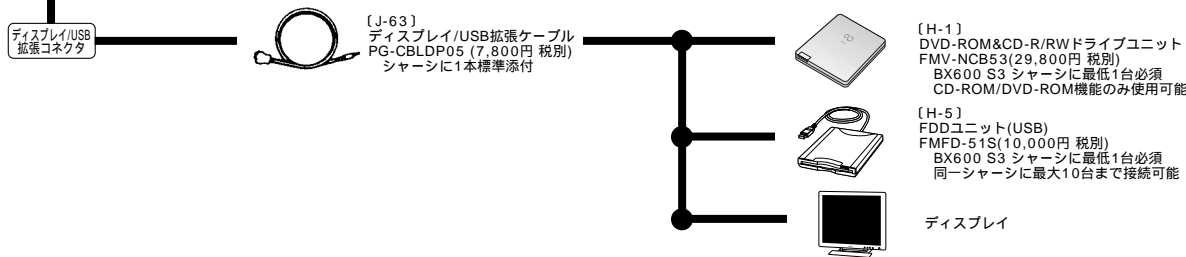 ディスプレイ/USB
拡張コネクタ
［J-63］
ディスプレイ/USB拡張ケーブル
PG-CBLDP05 (7,800円 税別)
シャーシに1本標準添付
［H-1］
DVD-ROM&CD-R/RWドライブユニット
FMV-NCB53(29,800円 税別)
BX600 S3 シャーシに最低1台必須
CD-ROM/DVD-ROM機能のみ使用可能
［H-5］
FDDユニット(USB)
FMFD-51S(10,000円 税別)
BX600 S3 シャーシに最低1台必須
同一シャーシに最大10台まで接続可能
ディスプレイ